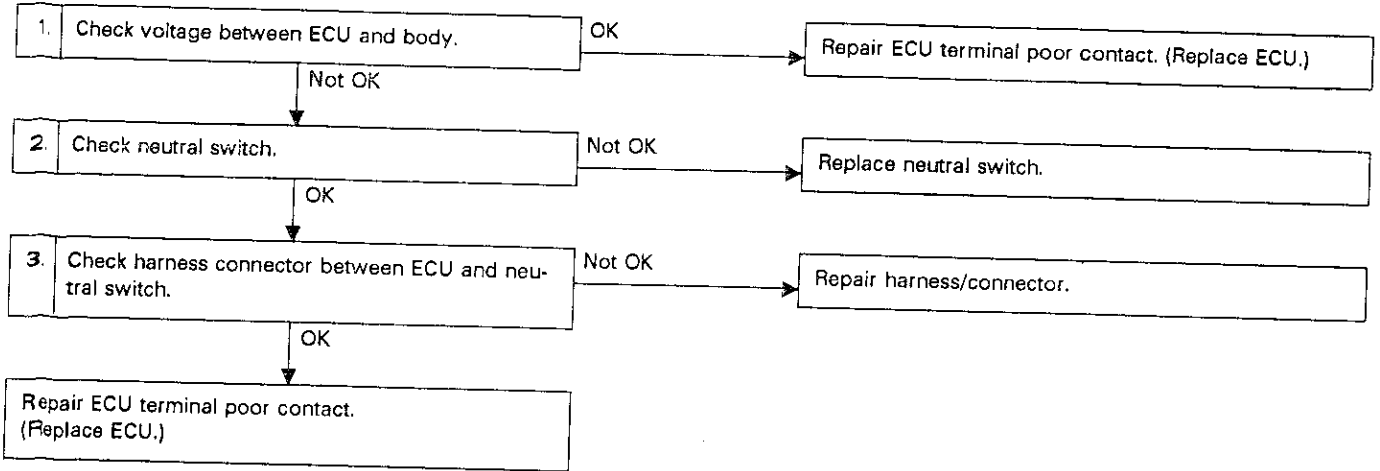 1. Check voltage between ECU and body.
OK
Repair ECU terminal poor contact. (Replace ECU.)
Not OK
2. Check neutral switch.
Not OK
Replace neutral switch.
OK
3. Check harness connector between ECU and neu-
tral switch.
Not OK
Repair harness/connector.
OK
Repair ECU terminal poor contact.
(Replace ECU.)